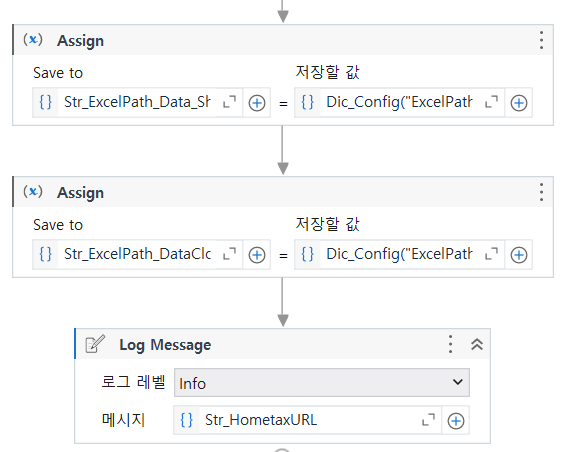 Assign
Save to 저장할 값
Str_ExcelPath_Data_Sh = Dic_Config("ExcelPath
Assign
Save to 저장할 값
Str_ExcelPath_DataClo = Dic_Config("ExcelPath
Log Message
로그 레벨 Info
메시지 Str_HometaxURL